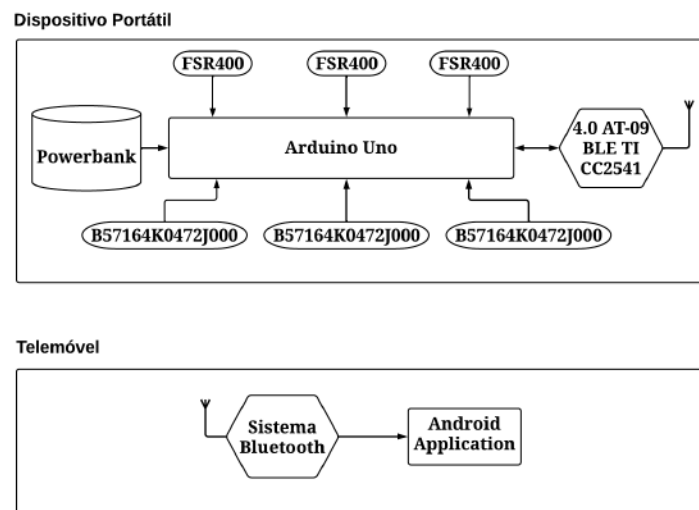 Dispositivo Portátil
FSR400 FSR400 FSR400
Powerbank
Arduino Uno
4.0 AT-09
BLE TI
CC2541
B57164K0472J000 B57164K0472J000 B57164K0472J000
Telemóvel
Sistema
Bluetooth
Android
Application